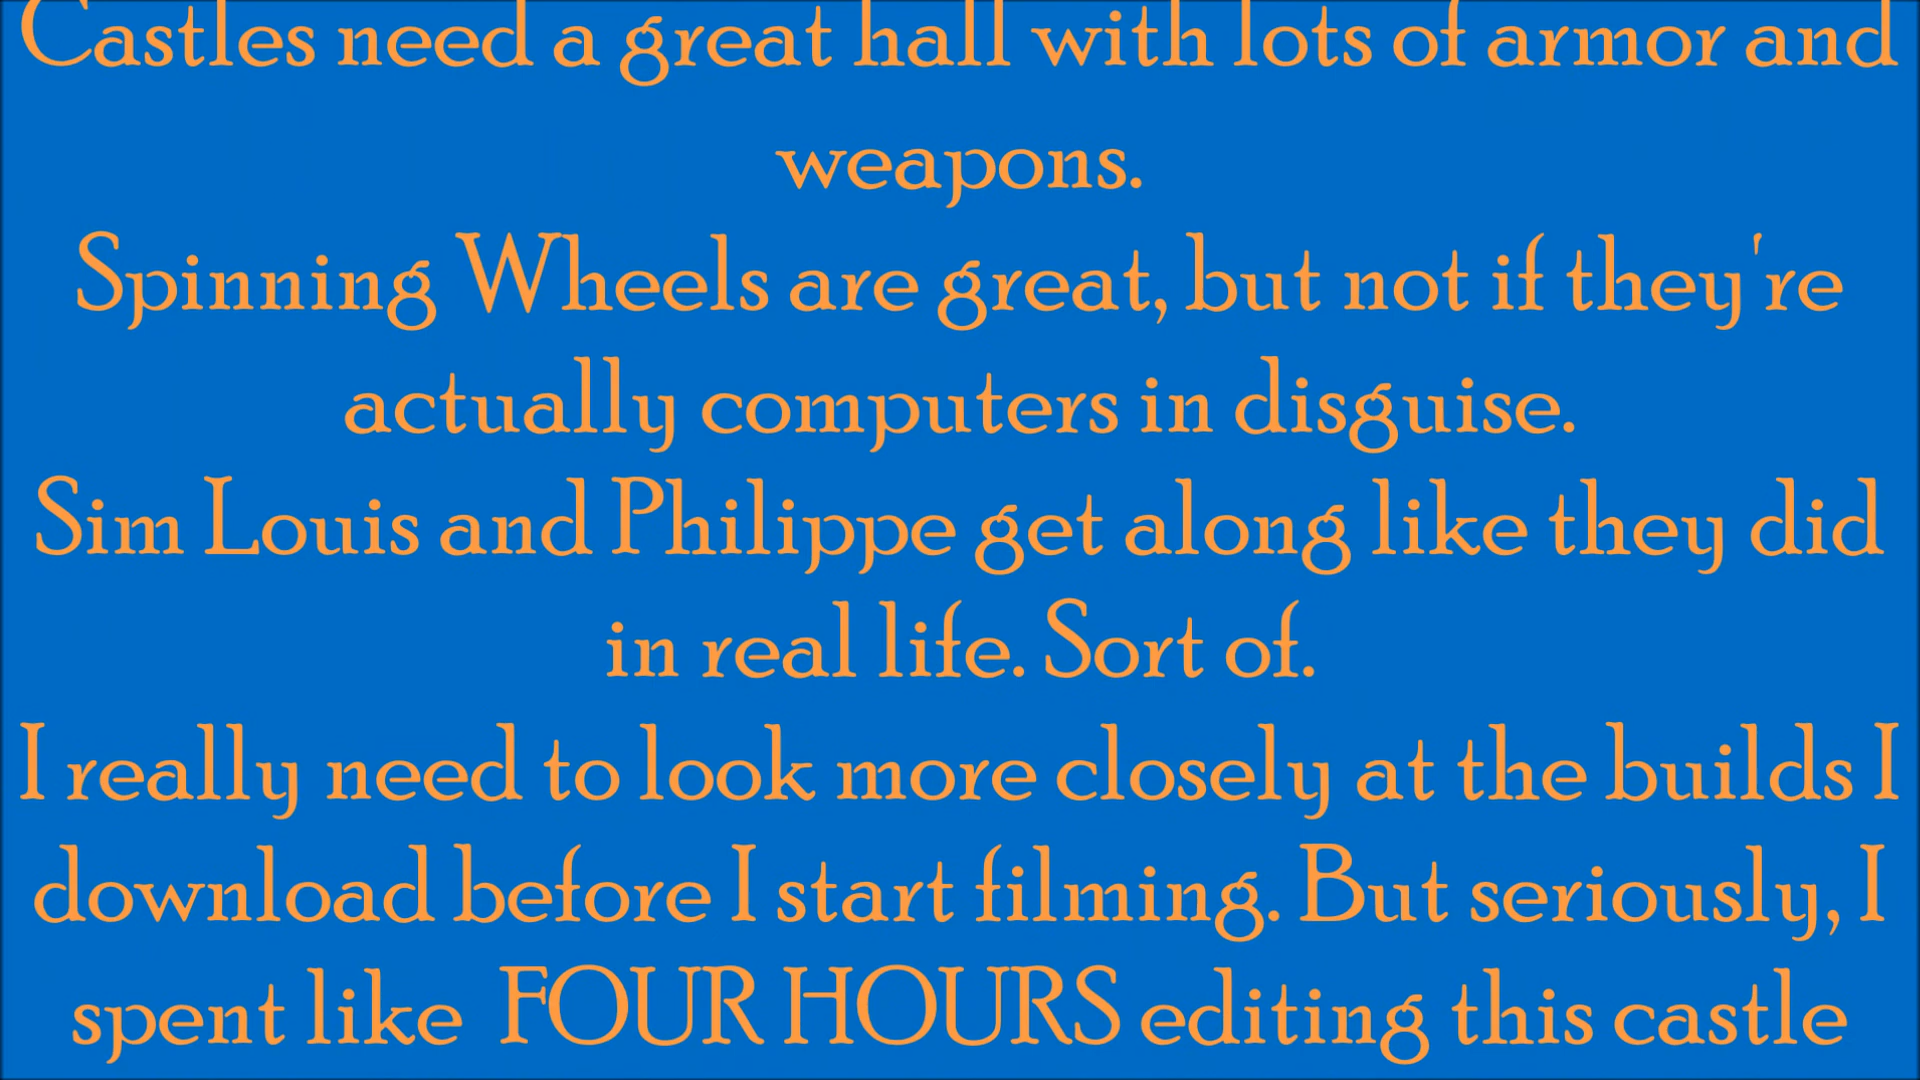 Castles need a great hall with lots of armor and
weapons.
Spinning Wheels are great, but not if they're
actually computers in disguise.
Sim Louis and Philippe get along like they did
in real life. Sort of.
I really need to look more closely at the builds I
download before I start filming. But seriously, I
spent like FOUR HOURS editing this castle